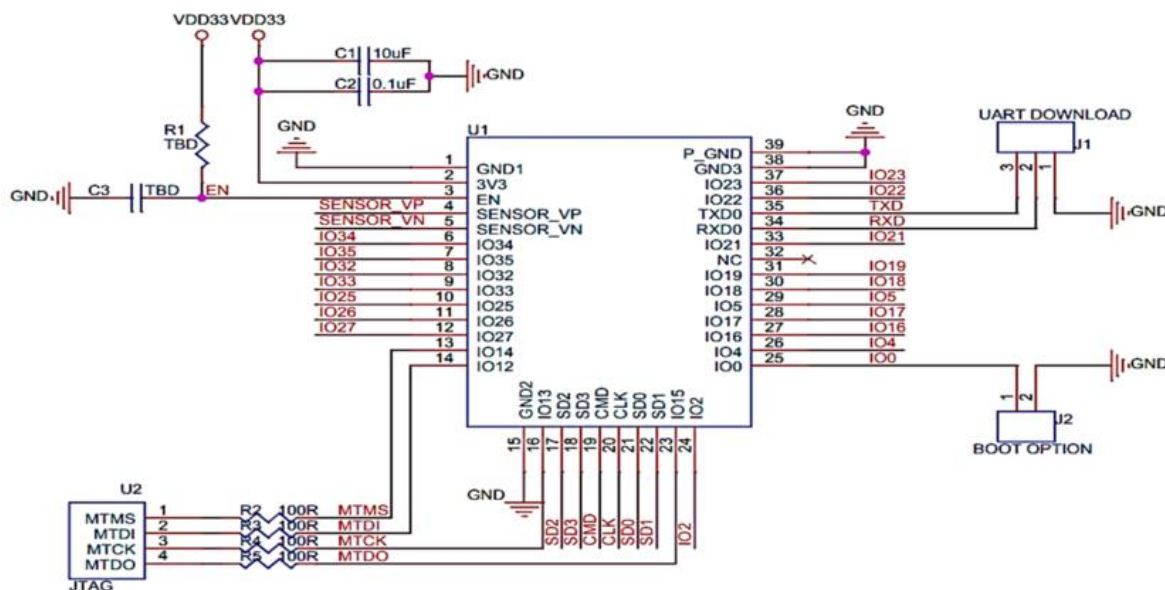 VDD33 VDD33
C1 10uF
C2 0.1uF
GND
R1
TBD
GND
C3 TBD EN
U1
GND
1 GND1
2 3V3
3 EN
SENSOR_VP 4 SENSOR_VP
SENSOR_VN 5 SENSOR_VN
IO34 6 IO34
IO35 7 IO35
IO32 8 IO32
IO33 9 IO33
IO25 10 IO25
IO26 11 IO26
IO27 12 IO27
13 IO14
14 IO12
GND
P_GND 39
GND3 38
IO23 37 IO23
IO22 36 IO22
TXD0 35 TXD
RXD0 34 RXD
IO21 33 IO21
NC 32
IO19 31 IO19
IO18 30 IO18
IO5 29 IO5
IO17 28 IO17
IO16 27 IO16
IO4 26 IO4
IO0 25 IO0
UART DOWNLOAD
J1
3 2 1
GND
GND
1 2
J2
BOOT OPTION
GND2 IO13 SD2 SD3 CMD CLK SD0 SD1 IO15 IO2
15 16 17 18 19 20 21 22 23 24
GND
SD2 SD3 CMD CLK SD0 SD1 IO2
U2
MTMS 1 R2 100R MTMS
MTDI 2 R3 100R MTDI
MTCK 3 R4 100R MTCK
MTDO 4 R5 100R MTDO
JTAG